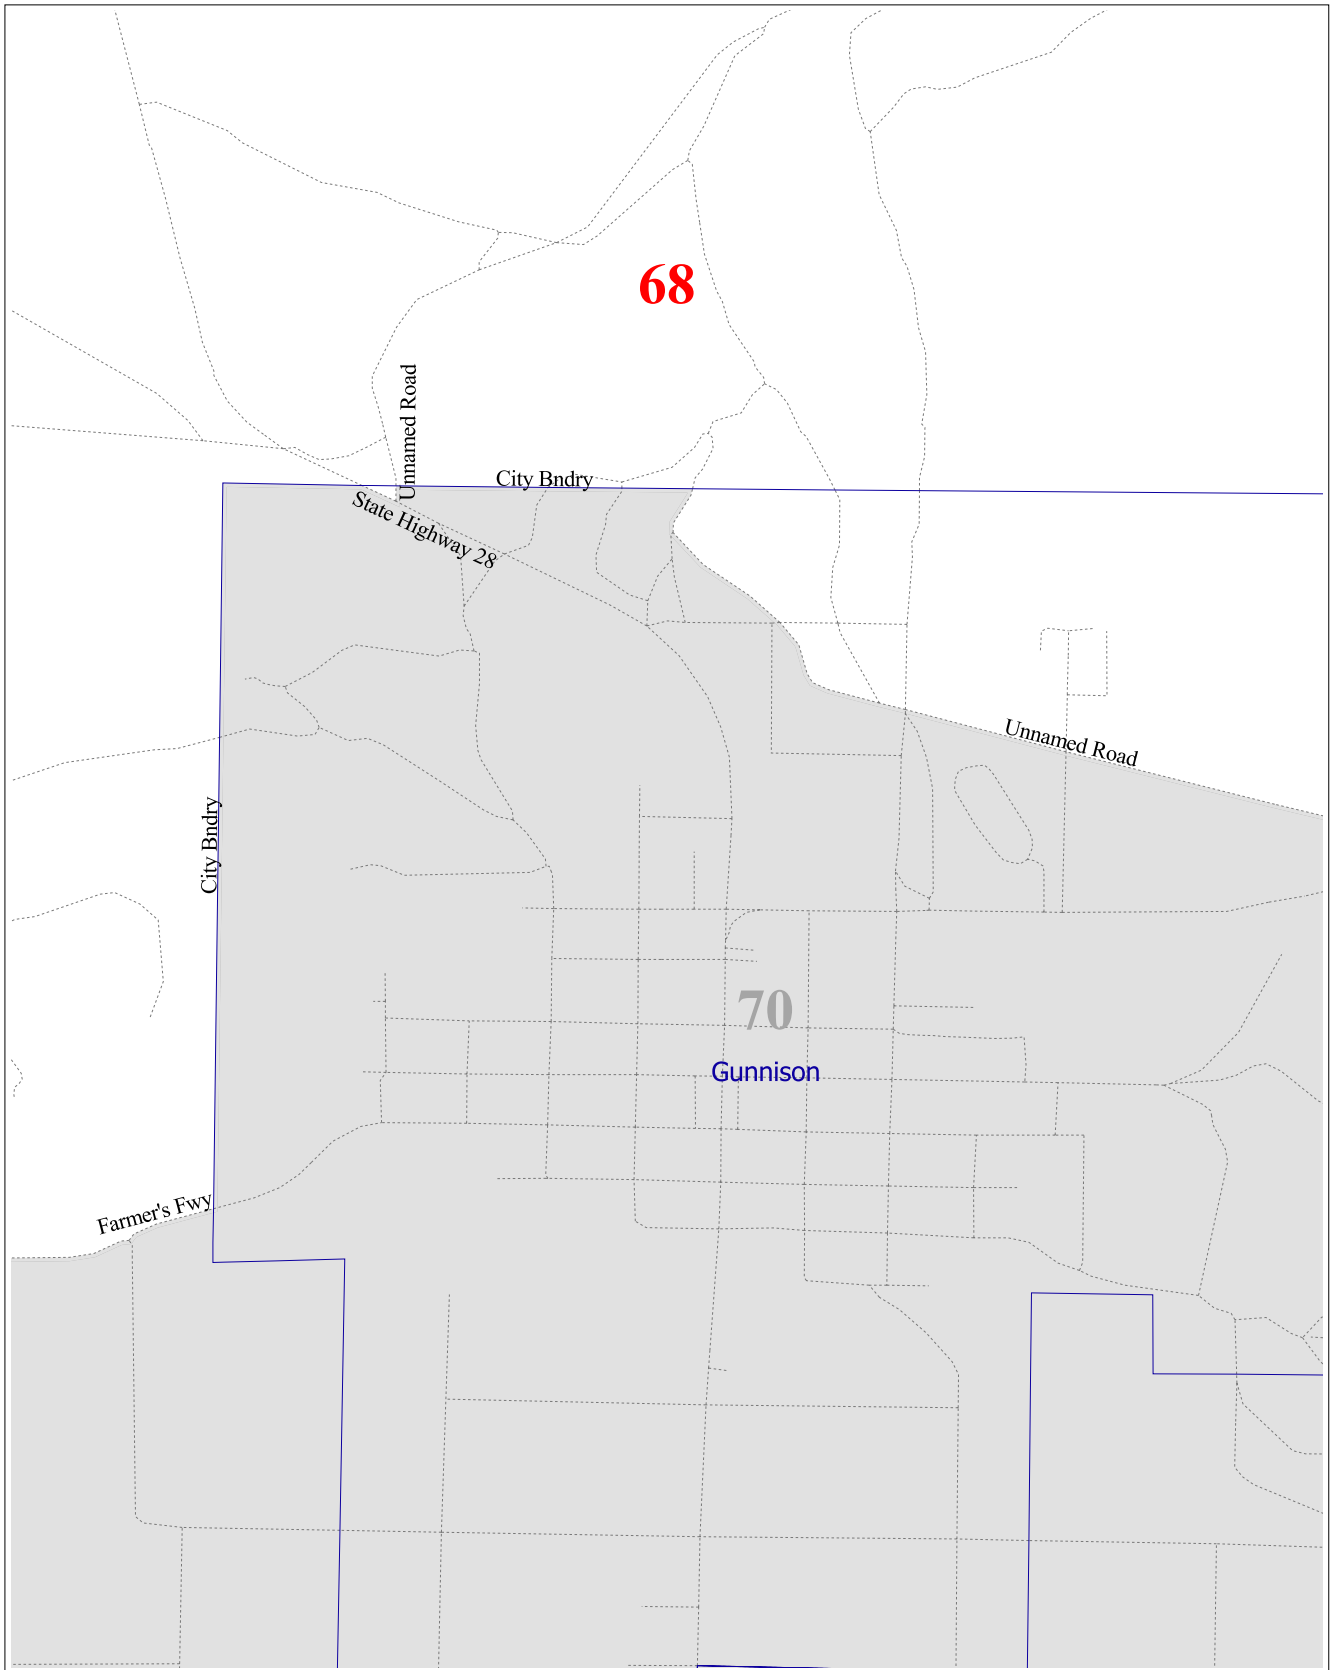 68
Unnamed Road
City Bndry
State Highway 28
Unnamed Road
City Bndry
70
Gunnison
Farmer's Fwy